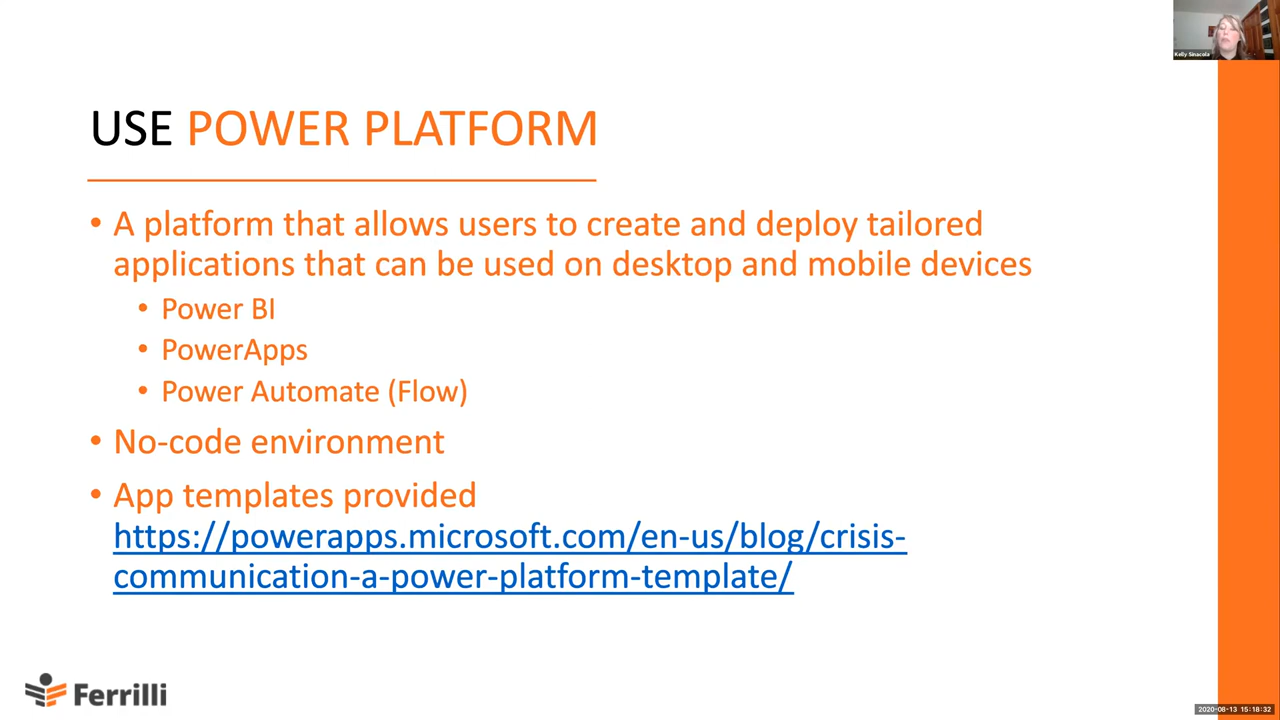 Kelly Sinacola
USE POWER PLATFORM
• A platform that allows users to create and deploy tailored
applications that can be used on desktop and mobile devices
• Power BI
• PowerApps
• Power Automate (Flow)
• No-code environment
• App templates provided
https://powerapps.microsoft.com/en-us/blog/crisis-
communication-a-power-platform-template/
Ferrilli
2020-08-13 15:18:32